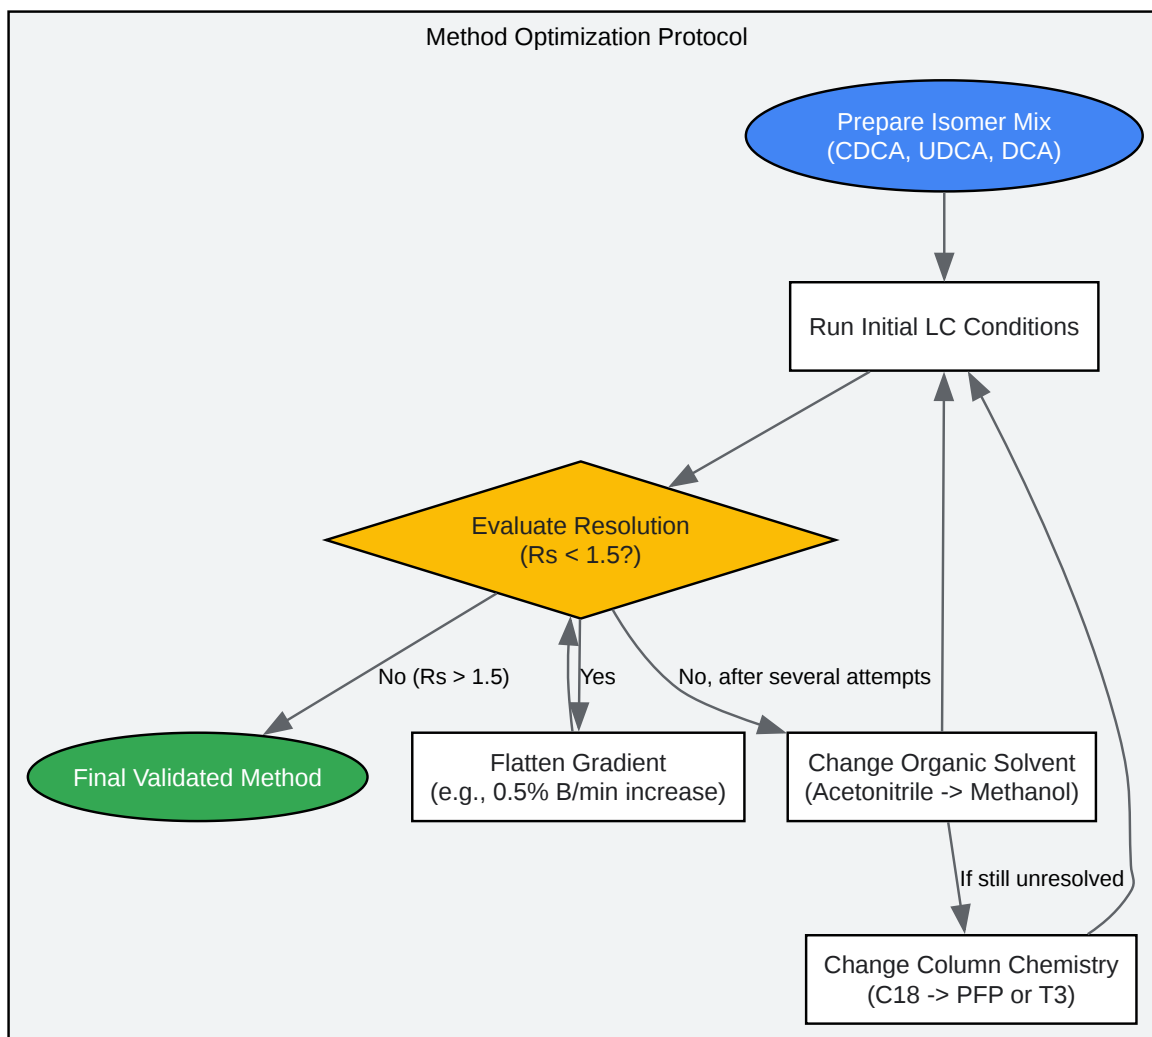 Method Optimization Protocol
Prepare Isomer Mix
(CDCA, UDCA, DCA)
Run Initial LC Conditions
Evaluate Resolution
(Rs < 1.5?)
No (Rs > 1.5)
Yes
No, after several attempts
Final Validated Method
Flatten Gradient
(e.g., 0.5% B/min increase)
Change Organic Solvent
(Acetonitrile -> Methanol)
If still unresolved
Change Column Chemistry
(C18 -> PFP or T3)